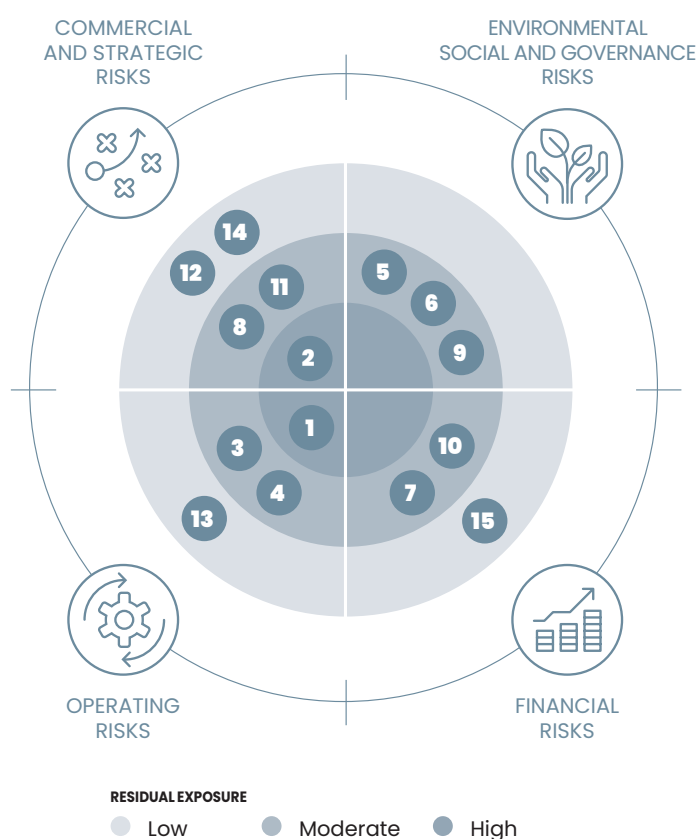 COMMERCIAL
AND STRATEGIC
RISKS
ENVIRONMENTAL
SOCIAL AND GOVERNANCE
RISKS
14
12
11
8
2
5
6
9
1
3
4
13
10
7
15
OPERATING
RISKS
FINANCIAL
RISKS
RESIDUAL EXPOSURE
Low
Moderate
High